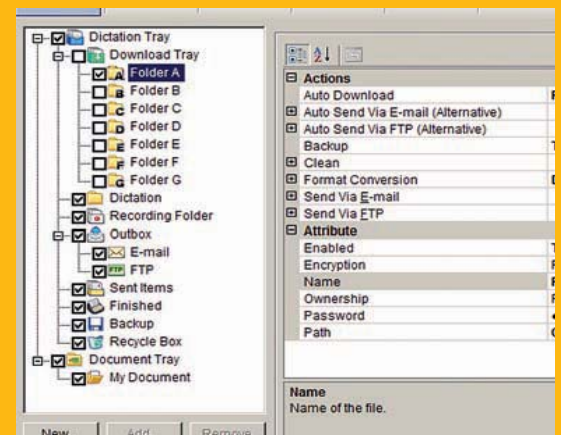 Dictation Tray
Download Tray
Folder A
Folder B
Folder C
Folder D
Folder E
Folder F
Folder G
Dictation
Recording Folder
Outbox
E-mail
FTP
Sent Items
Finished
Backup
Recycle Box
Document Tray
My Document
New...
Add...
Remove
Actions
Auto Download
Auto Send Via E-mail (Alternative)
Auto Send Via FTP (Alternative)
Backup
Clean
Format Conversion
Send Via E-mail
Send Via FTP
Attribute
Enabled
Encryption
Name
Ownership
Password
Path
Name
Name of the file.